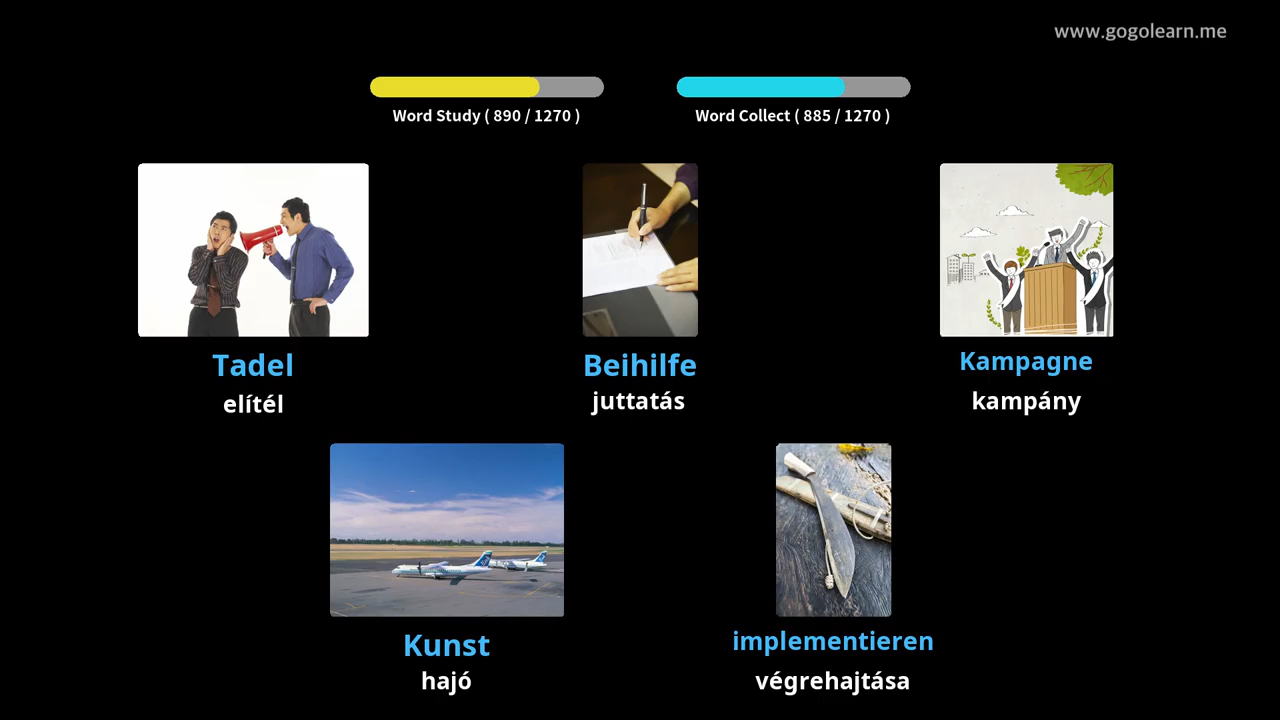 www.gogolearn.me
Word Study ( 890 / 1270 )
Word Collect ( 885 / 1270 )
Tadel
elítél
Beihilfe
juttatás
Kampagne
kampány
Kunst
hajó
implementieren
végrehajtása